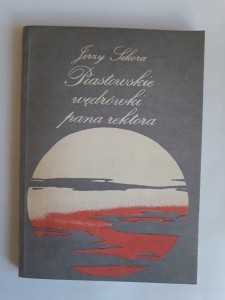 Jerzy Sikora
Piastowskie
wędrówki
pana rektora